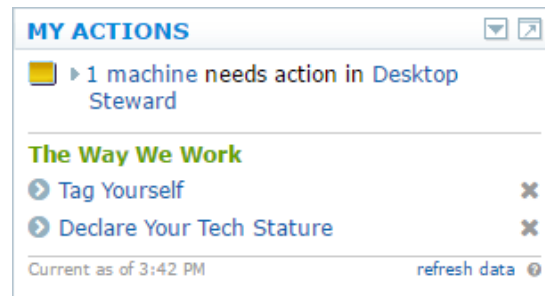 MY ACTIONS
1 machine needs action in Desktop
Steward
The Way We Work
Tag Yourself
Declare Your Tech Stature
Current as of 3:42 PM refresh data ?